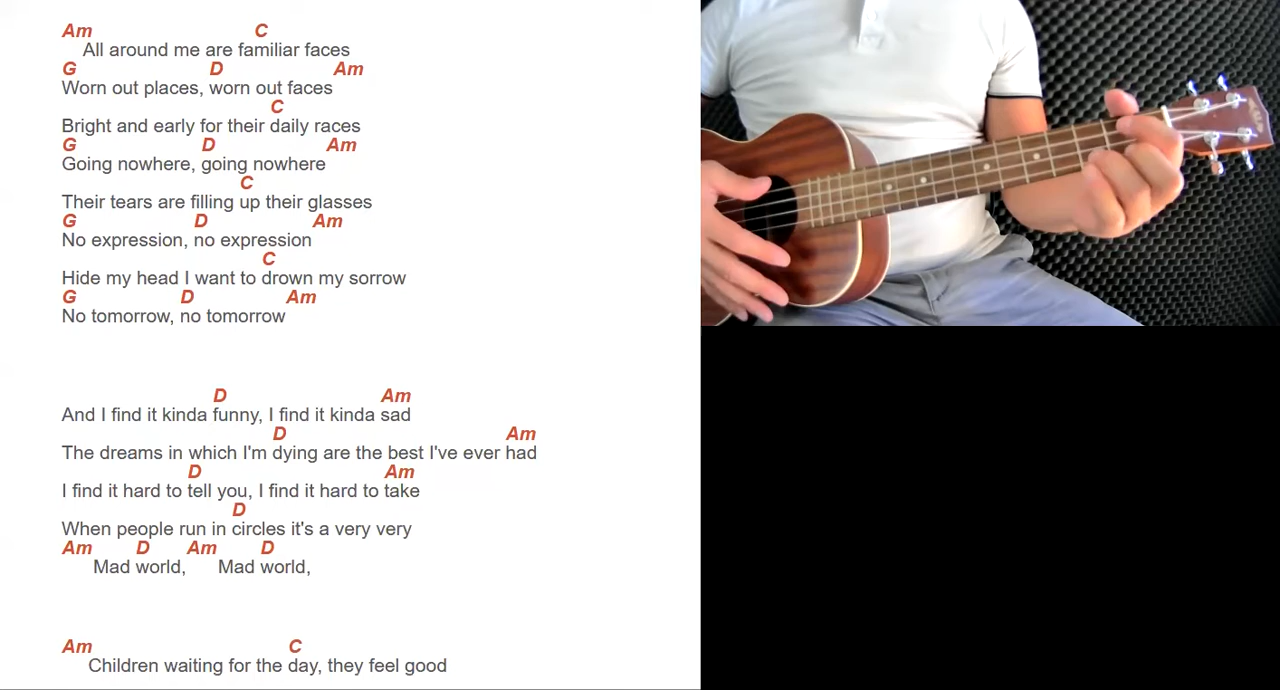 Am C
All around me are familiar faces
G D Am
Worn out places, worn out faces
C
Bright and early for their daily races
G D Am
Going nowhere, going nowhere
C
Their tears are filling up their glasses
G D Am
No expression, no expression
C
Hide my head I want to drown my sorrow
G D Am
No tomorrow, no tomorrow
D Am
And I find it kinda funny, I find it kinda sad
D Am
The dreams in which I'm dying are the best I've ever had
D Am
I find it hard to tell you, I find it hard to take
D
When people run in circles it's a very very
Am D Am D
Mad world, Mad world,
Am C
Children waiting for the day, they feel good